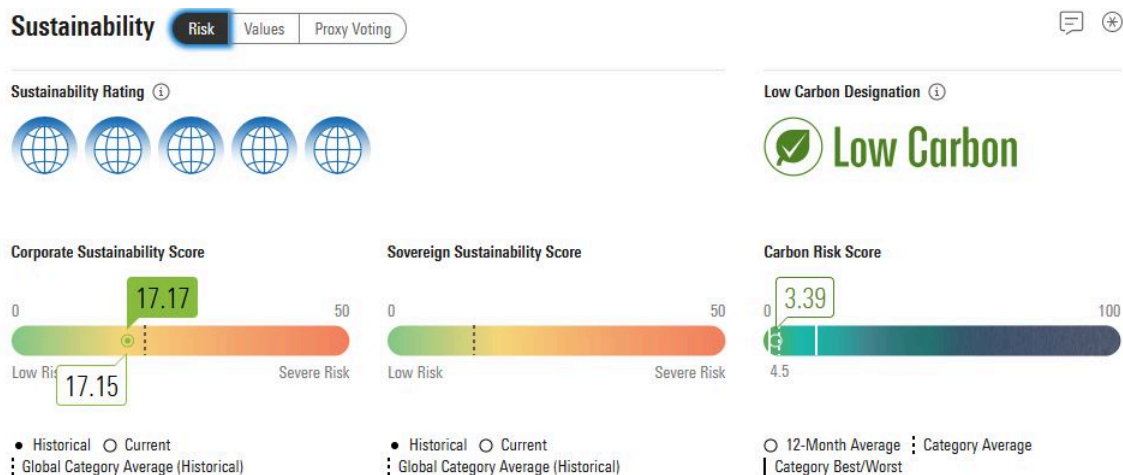 Sustainability Risk Values Proxy Voting
Sustainability Rating
Low Carbon Designation
Low Carbon
Corporate Sustainability Score
0 17.17 50
Low Ris 17.15 Severe Risk
● Historical ○ Current
Global Category Average (Historical)
Sovereign Sustainability Score
0 50
Low Risk Severe Risk
● Historical ○ Current
Global Category Average (Historical)
Carbon Risk Score
0 3.39 100
4.5
○ 12-Month Average Category Average
Category Best/Worst